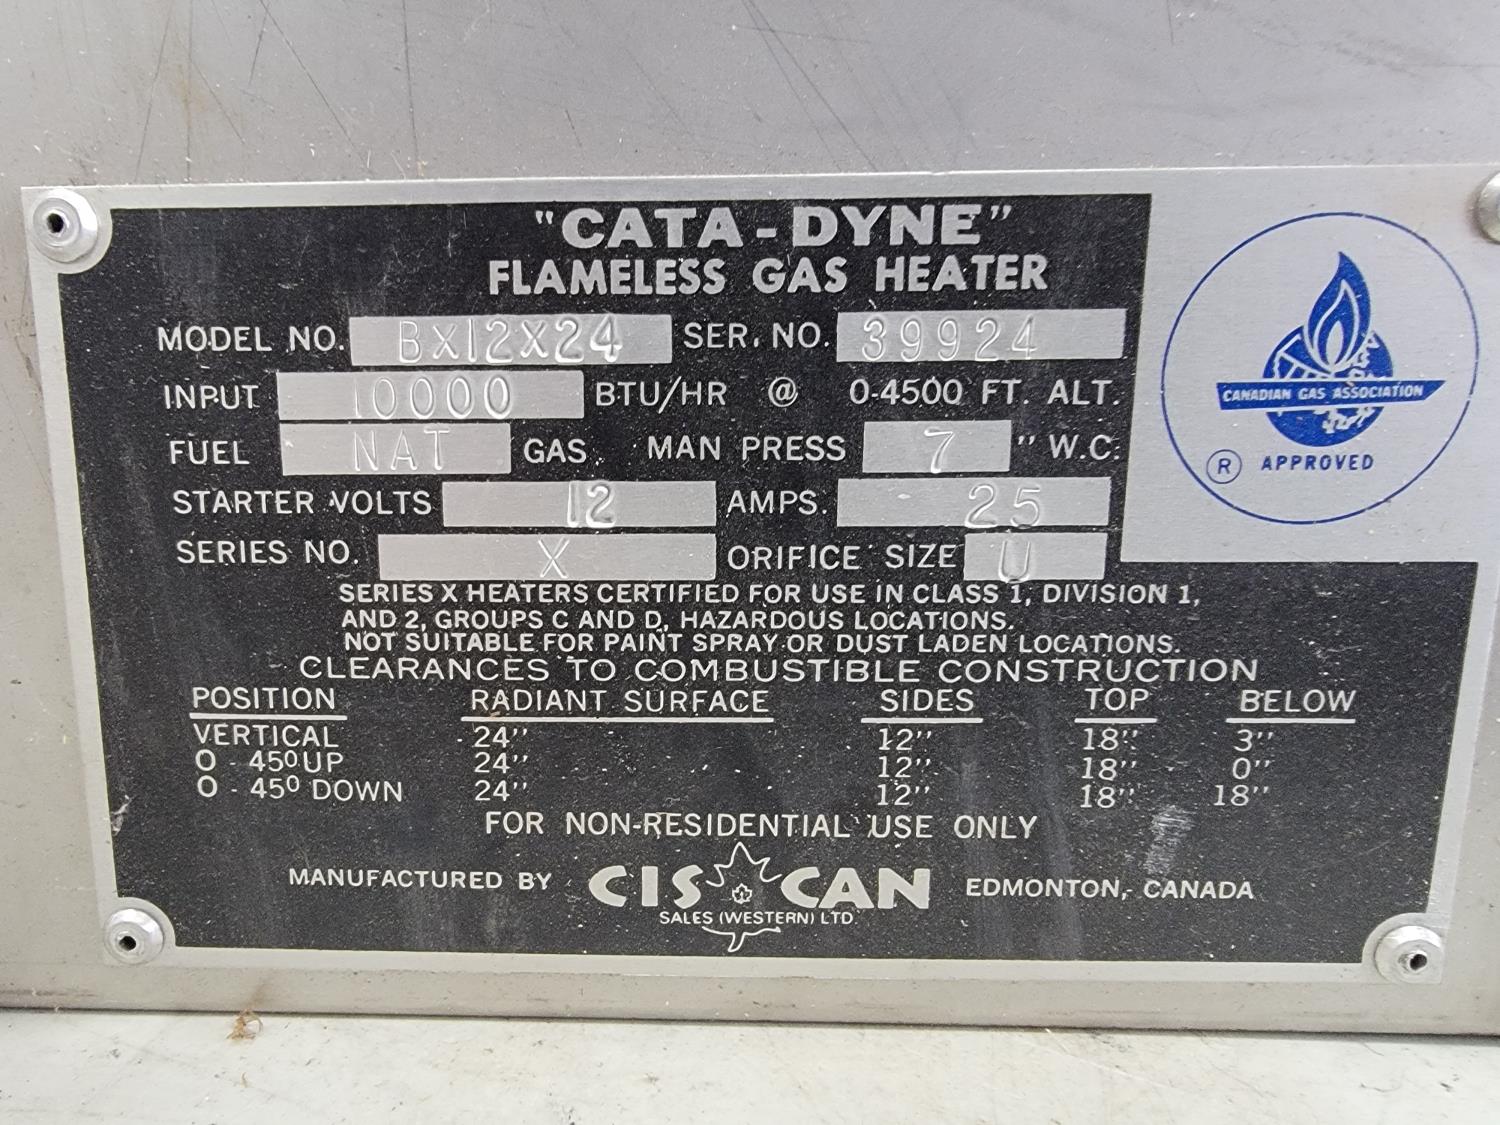 "CATA-DYNE"
FLAMELESS GAS HEATER
MODEL NO. BX12X24 SER. NO. 39924
INPUT 10000 BTU/HR @ 0-4500 FT. ALT.
FUEL NAT GAS MAN PRESS 7 " W.C.
STARTER VOLTS 12 AMPS. 25
SERIES NO. X ORIFICE SIZE U
CANADIAN GAS ASSOCIATION
® APPROVED
SERIES X HEATERS CERTIFIED FOR USE IN CLASS 1, DIVISION 1,
AND 2, GROUPS C AND D, HAZARDOUS LOCATIONS.
NOT SUITABLE FOR PAINT SPRAY OR DUST LADEN LOCATIONS.
CLEARANCES TO COMBUSTIBLE CONSTRUCTION
POSITION RADIANT SURFACE SIDES TOP BELOW
VERTICAL 24" 12" 18" 3"
0 - 45° UP 24" 12" 18" 0"
0 - 45° DOWN 24" 12" 18" 18"
FOR NON-RESIDENTIAL USE ONLY
MANUFACTURED BY CIS CAN EDMONTON, CANADA
SALES (WESTERN) LTD